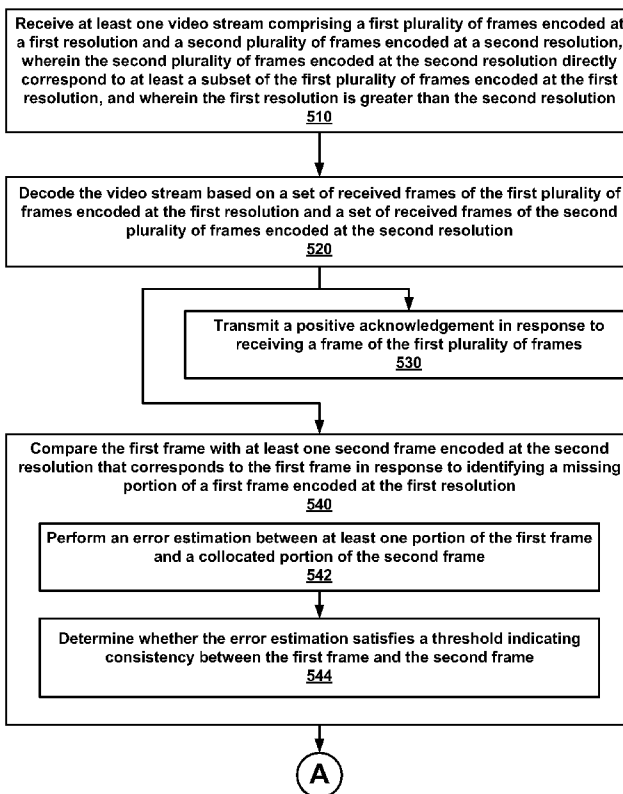 Receive at least one video stream comprising a first plurality of frames encoded at
a first resolution and a second plurality of frames encoded at a second resolution,
wherein the second plurality of frames encoded at the second resolution directly
correspond to at least a subset of the first plurality of frames encoded at the first
resolution, and wherein the first resolution is greater than the second resolution
510
Decode the video stream based on a set of received frames of the first plurality of
frames encoded at the first resolution and a set of received frames of the second
plurality of frames encoded at the second resolution
520
Transmit a positive acknowledgement in response to
receiving a frame of the first plurality of frames
530
Compare the first frame with at least one second frame encoded at the second
resolution that corresponds to the first frame in response to identifying a missing
portion of a first frame encoded at the first resolution
540
Perform an error estimation between at least one portion of the first frame
and a collocated portion of the second frame
542
Determine whether the error estimation satisfies a threshold indicating
consistency between the first frame and the second frame
544
A